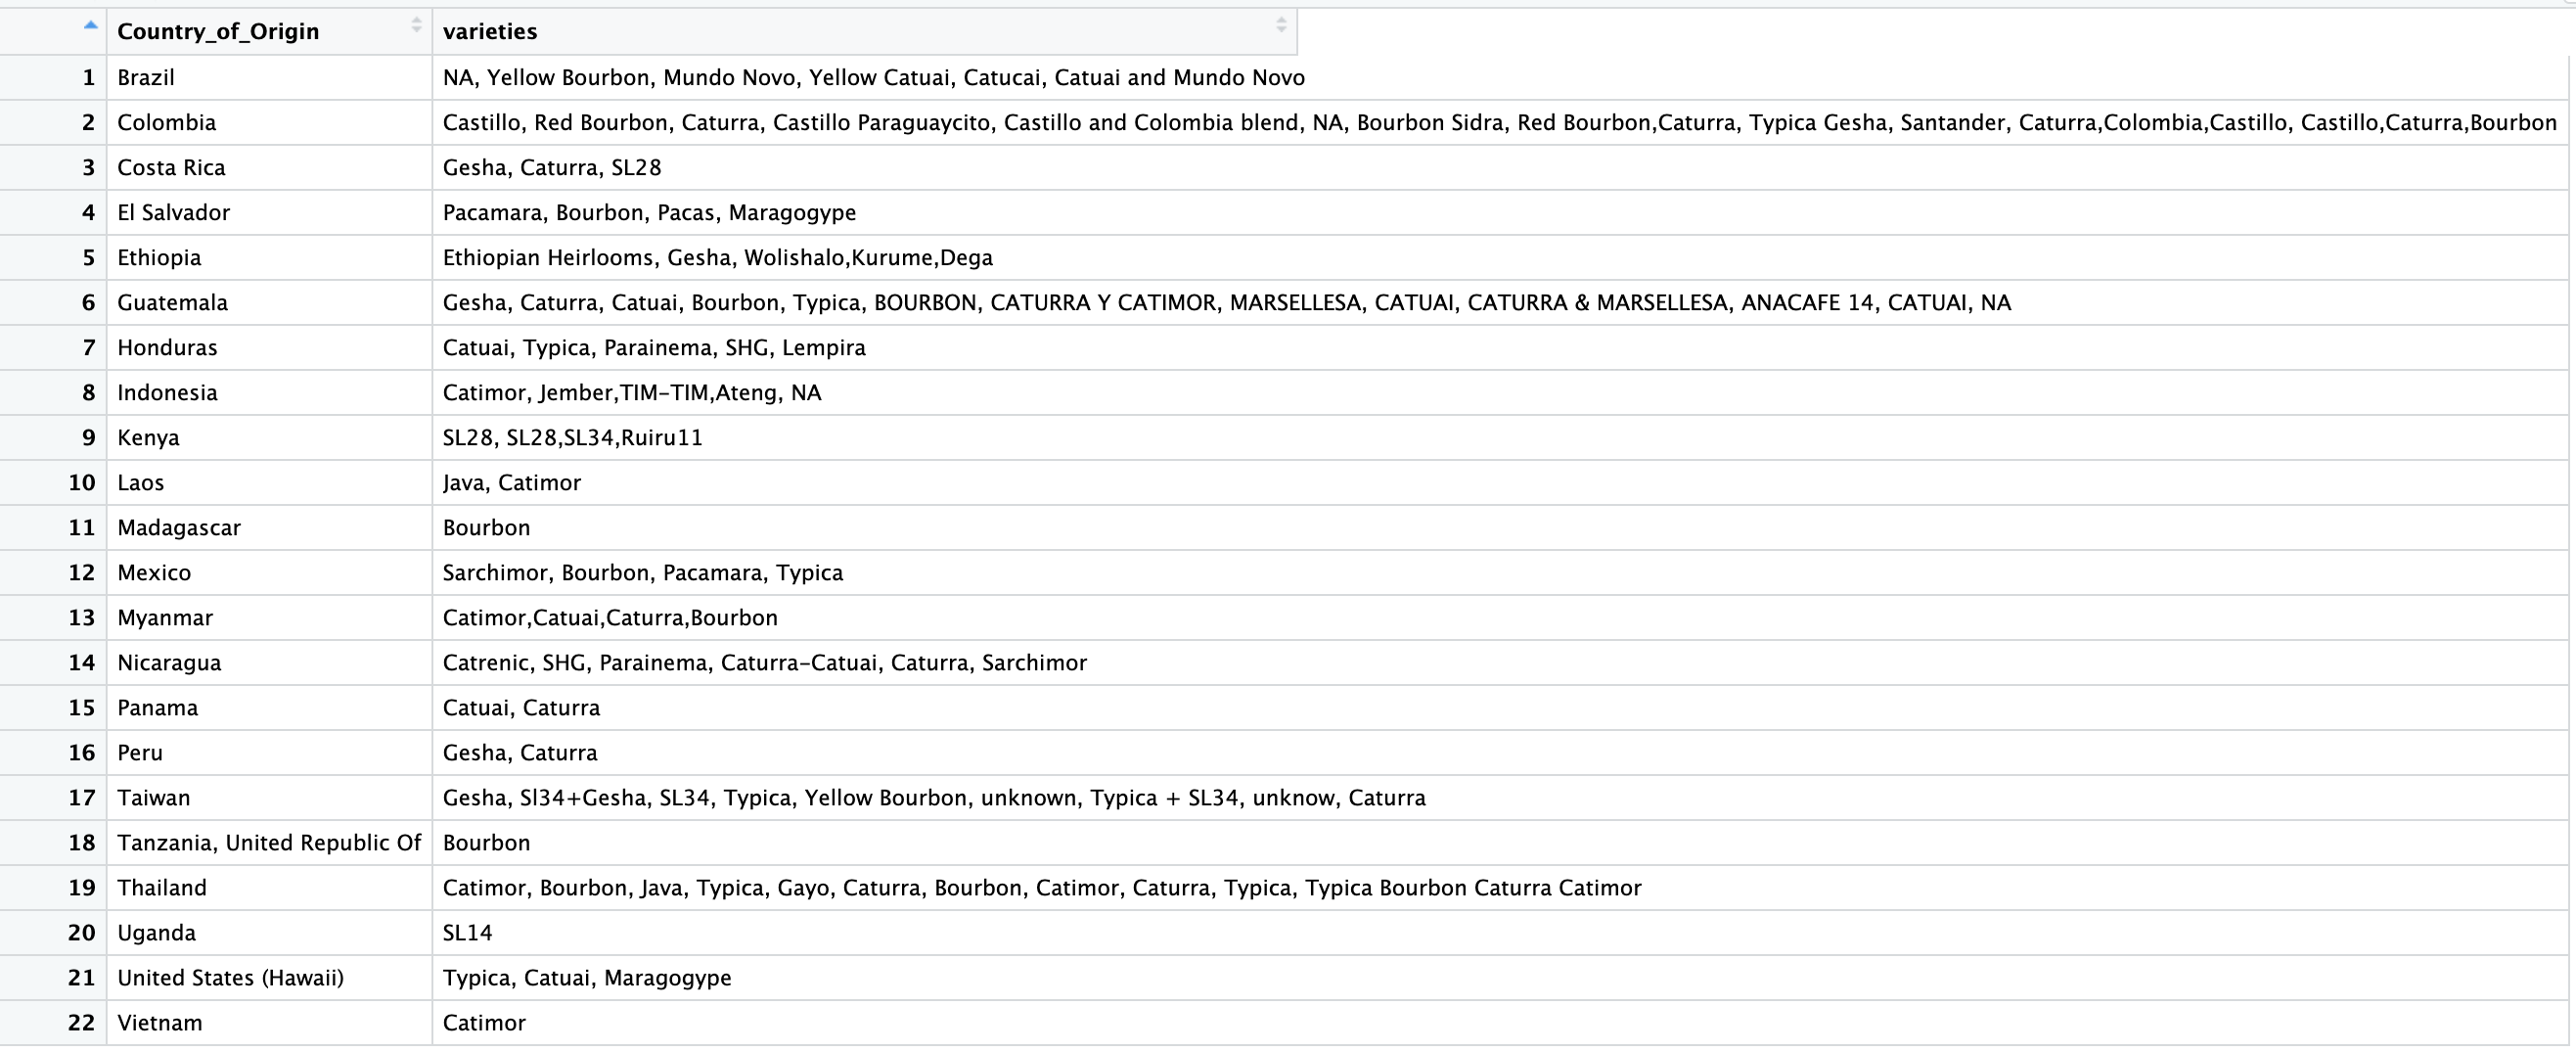 Country_of_Origin varieties
1 Brazil NA, Yellow Bourbon, Mundo Novo, Yellow Catuai, Catucai, Catuai and Mundo Novo
2 Colombia Castillo, Red Bourbon, Caturra, Castillo Paraguaycito, Castillo and Colombia blend, NA, Bourbon Sidra, Red Bourbon,Caturra, Typica Gesha, Santander, Caturra,Colombia,Castillo, Castillo,Caturra,Bourbon
3 Costa Rica Gesha, Caturra, SL28
4 El Salvador Pacamara, Bourbon, Pacas, Maragogype
5 Ethiopia Ethiopian Heirlooms, Gesha, Wolishalo,Kurume,Dega
6 Guatemala Gesha, Caturra, Catuai, Bourbon, Typica, BOURBON, CATURRA Y CATIMOR, MARSELLESA, CATUAI, CATURRA & MARSELLESA, ANACAFE 14, CATUAI, NA
7 Honduras Catuai, Typica, Parainema, SHG, Lempira
8 Indonesia Catimor, Jember,TIM-TIM,Ateng, NA
9 Kenya SL28, SL28,SL34,Ruiru11
10 Laos Java, Catimor
11 Madagascar Bourbon
12 Mexico Sarchimor, Bourbon, Pacamara, Typica
13 Myanmar Catimor,Catuai,Caturra,Bourbon
14 Nicaragua Catrenic, SHG, Parainema, Caturra-Catuai, Caturra, Sarchimor
15 Panama Catuai, Caturra
16 Peru Gesha, Caturra
17 Taiwan Gesha, Sl34+Gesha, SL34, Typica, Yellow Bourbon, unknown, Typica + SL34, unknow, Caturra
18 Tanzania, United Republic Of Bourbon
19 Thailand Catimor, Bourbon, Java, Typica, Gayo, Caturra, Bourbon, Catimor, Caturra, Typica, Typica Bourbon Caturra Catimor
20 Uganda SL14
21 United States (Hawaii) Typica, Catuai, Maragogype
22 Vietnam Catimor